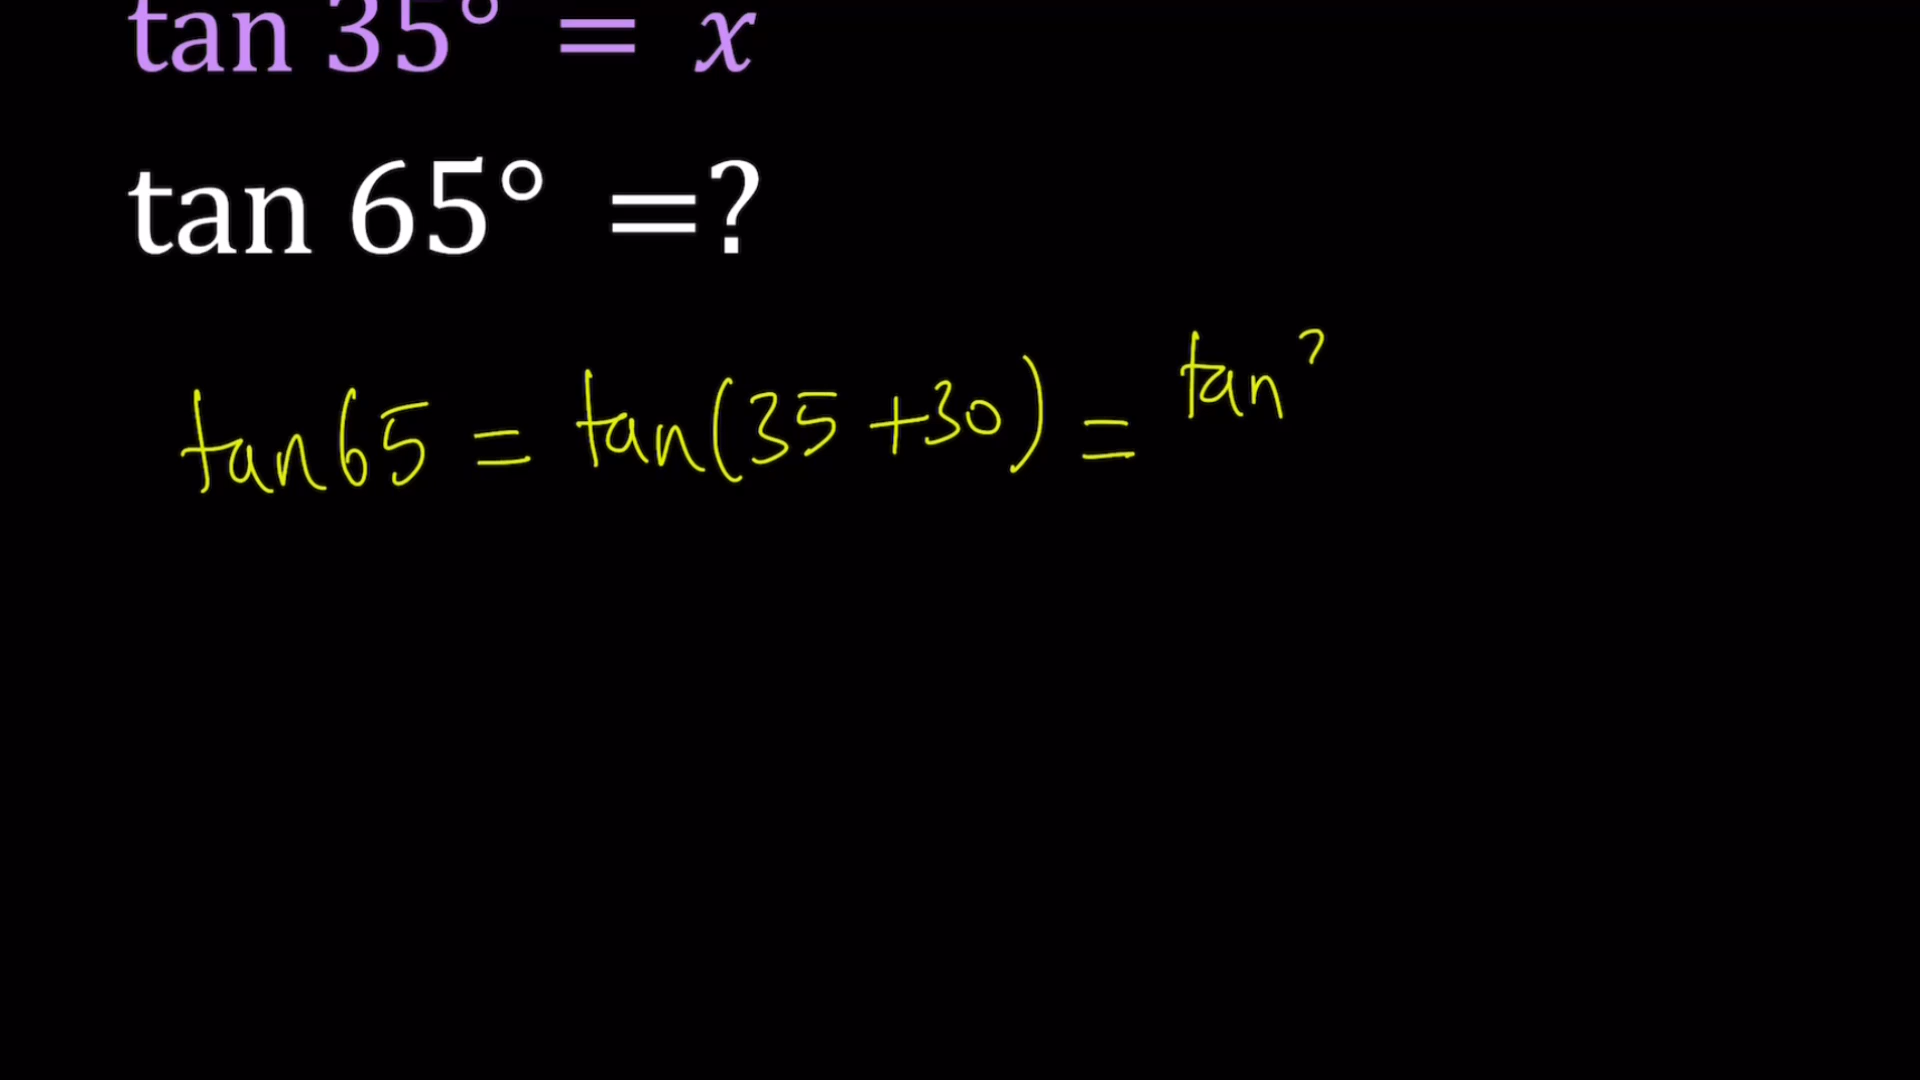 tan 35° = x
tan 65° =?
tan65 = tan(35+30) = tan